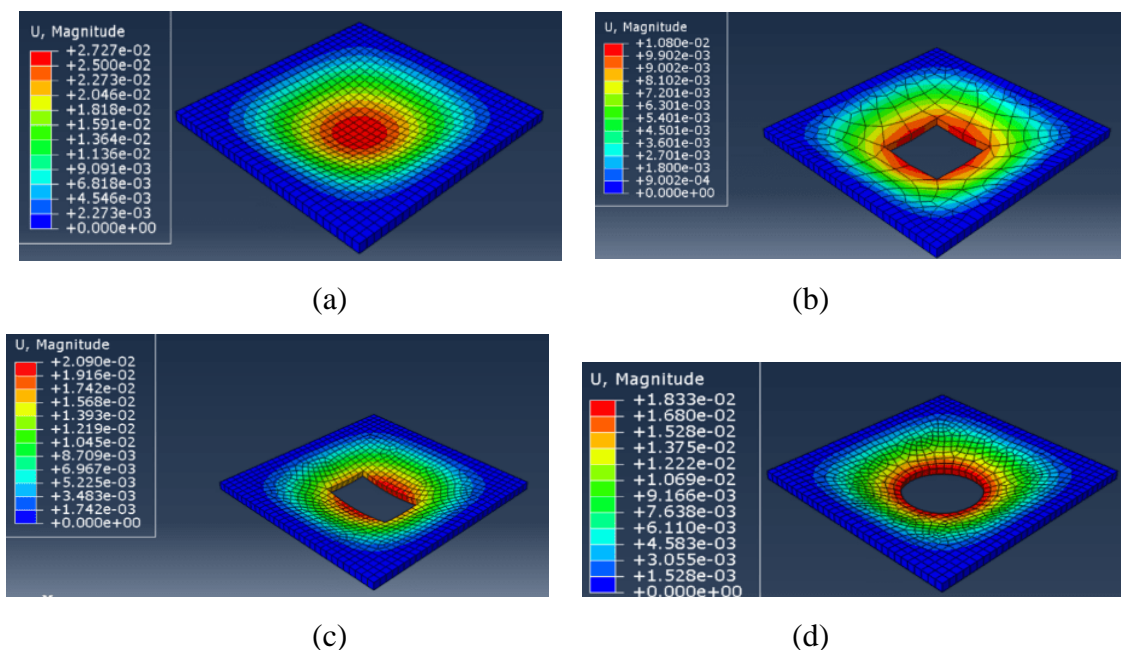 U, Magnitude
+2.727e-02
+2.500e-02
+2.273e-02
+2.046e-02
+1.818e-02
+1.591e-02
+1.364e-02
+1.136e-02
+9.091e-03
+6.818e-03
+4.546e-03
+2.273e-03
+0.000e+00
(a)
U, Magnitude
+1.080e-02
+9.902e-03
+9.002e-03
+8.102e-03
+7.201e-03
+6.301e-03
+5.401e-03
+4.501e-03
+3.601e-03
+2.701e-03
+1.800e-03
+9.002e-04
+0.000e+00
(b)
U, Magnitude
+2.090e-02
+1.916e-02
+1.742e-02
+1.568e-02
+1.393e-02
+1.219e-02
+1.045e-02
+8.709e-03
+6.967e-03
+5.225e-03
+3.483e-03
+1.742e-03
+0.000e+00
(c)
U, Magnitude
+1.833e-02
+1.680e-02
+1.528e-02
+1.375e-02
+1.222e-02
+1.069e-02
+9.166e-03
+7.638e-03
+6.110e-03
+4.583e-03
+3.055e-03
+1.528e-03
+0.000e+00
(d)